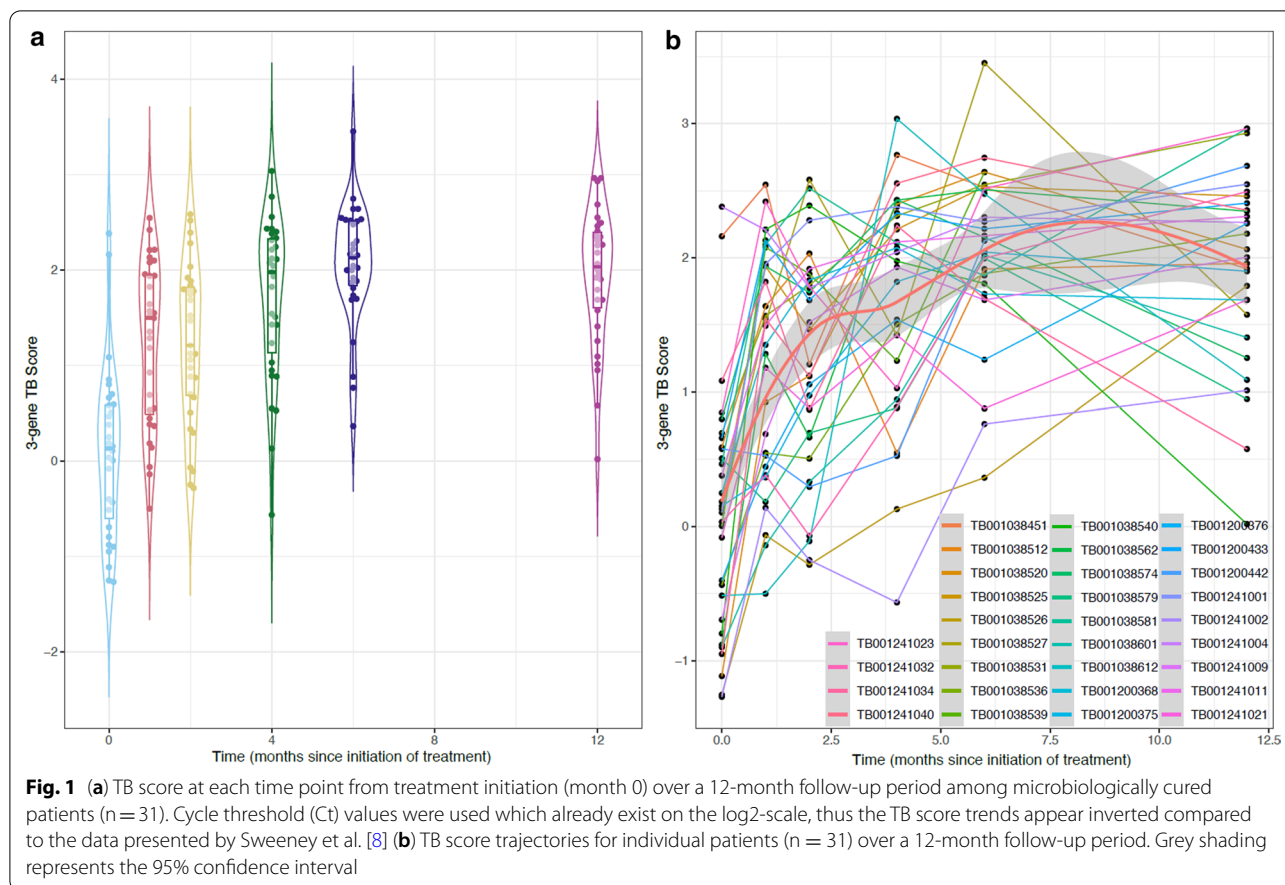 a
4
2
0
−2
3-gene TB Score
0
4
8
12
Time (months since initiation of treatment)
b
3
2
1
0
−1
3-gene TB Score
0.0
2.5
5.0
7.5
10.0
12.5
Time (months since initiation of treatment)
TB001241023
TB001241032
TB001241034
TB001241040
TB001038451
TB001038512
TB001038520
TB001038525
TB001038526
TB001038527
TB001038531
TB001038536
TB001038539
TB001038540
TB001038562
TB001038574
TB001038579
TB001038581
TB001038601
TB001038612
TB001200368
TB001200375
TB001200376
TB001200433
TB001200442
TB001241001
TB001241002
TB001241004
TB001241009
TB001241011
TB001241021
Fig. 1 (a) TB score at each time point from treatment initiation (month 0) over a 12-month follow-up period among microbiologically cured
patients (n = 31). Cycle threshold (Ct) values were used which already exist on the log2-scale, thus the TB score trends appear inverted compared
to the data presented by Sweeney et al. [8] (b) TB score trajectories for individual patients (n = 31) over a 12-month follow-up period. Grey shading
represents the 95% confidence interval